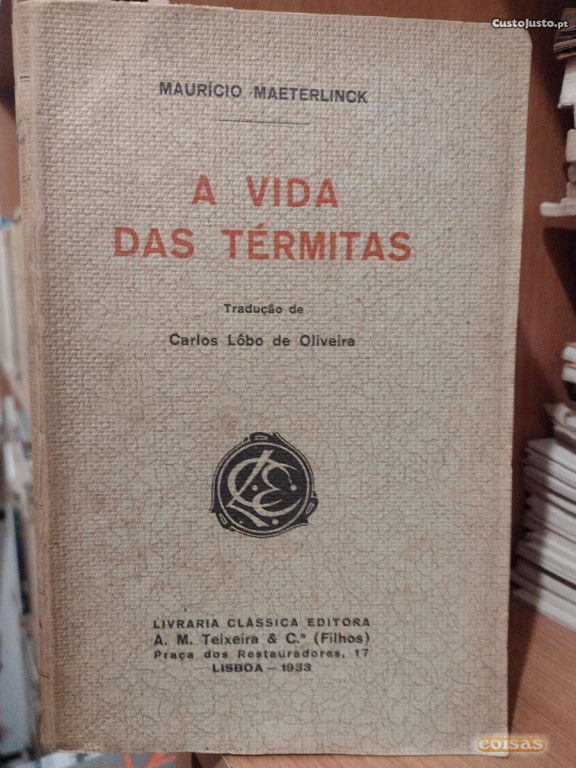 CustoJusto.pt
MAURÍCIO MAETERLINCK
A VIDA
DAS TÉRMITAS
Tradução de
Carlos Lôbo de Oliveira
LCE
LIVRARIA CLÁSSICA EDITORA
A. M. Teixeira & C.ª (Filhos)
Praça dos Restauradores, 17
LISBOA — 1933
coisas